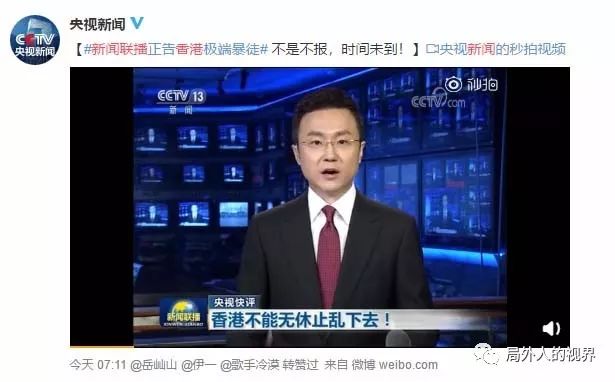 央视新闻
CCTV
央视新闻
【#新闻联播正告香港极端暴徒# 不是不报，时间未到！】央视新闻的秒拍视频
CCTV 13
新闻
秒拍
CCTV.com
央视快评
新闻联播
XINWEN LIANBO
香港不能无休止乱下去！
今天 07:11 @岳屾山 @伊一 @歌手冷漠 转赞过 来自 微博 weibo.com
局外人的视界